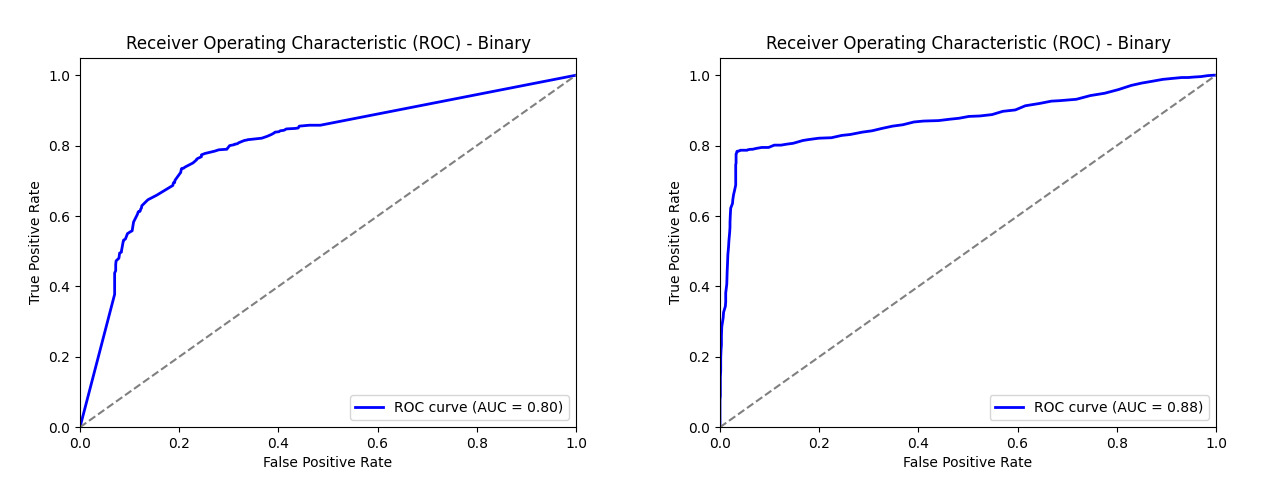 Receiver Operating Characteristic (ROC) - Binary
1.0
0.8
0.6
0.4
0.2
0.0
True Positive Rate
ROC curve (AUC = 0.80)
0.0 0.2 0.4 0.6 0.8 1.0
False Positive Rate
Receiver Operating Characteristic (ROC) - Binary
1.0
0.8
0.6
0.4
0.2
0.0
True Positive Rate
ROC curve (AUC = 0.88)
0.0 0.2 0.4 0.6 0.8 1.0
False Positive Rate